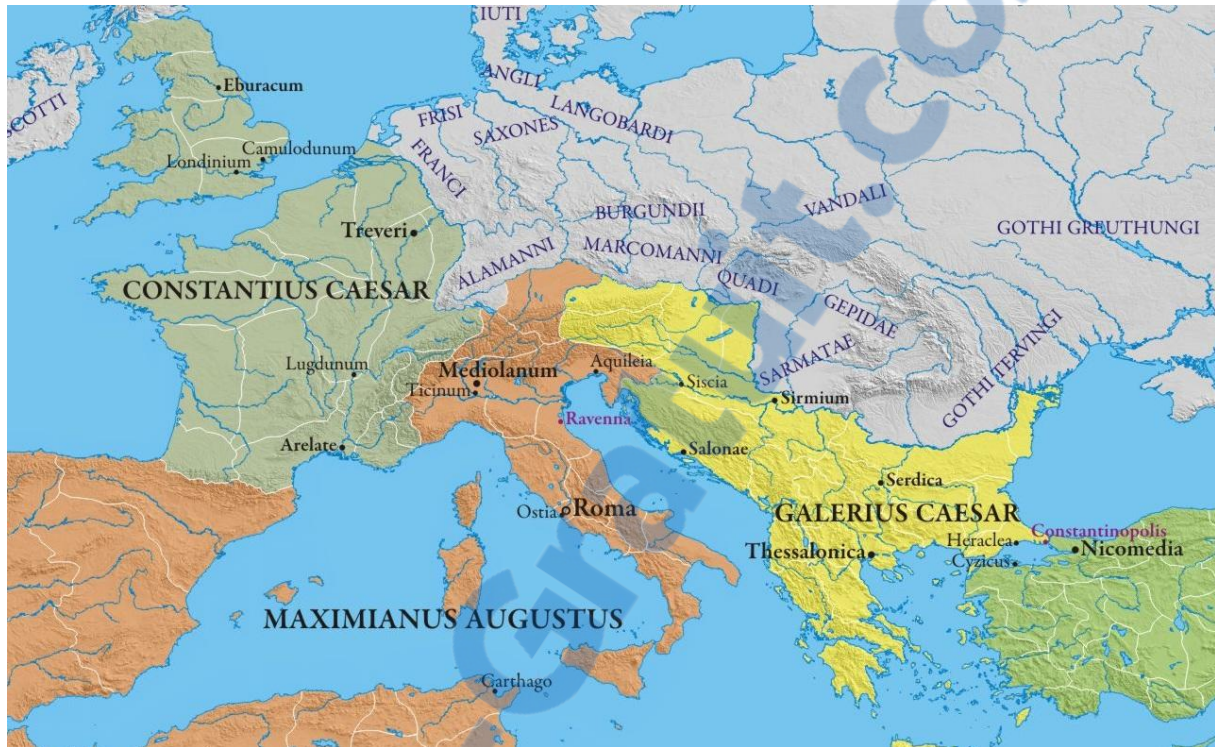 IUTI
ANGLI
SCOTTI
Eburacum
FRISI
SAXONES
LANGOBARDI
Camulodunum
Londinium
FRANCI
VANDALI
BURGUNDII
GOTHI GREUTHUNGI
Treveri
ALAMANNI
MARCOMANNI
QUADI
CONSTANTIUS CAESAR
GEPIDAE
SARMATAE
GOTHI TERVINGI
Lugdunum
Mediolanum
Aquileia
Ticinum
Siscia
Sirmium
Ravenna
Arelate
Salonae
Serdica
Ostia
Roma
GALERIUS CAESAR
Constantinopolis
Heraclea
Thessalonica
Nicomedia
Cyzicus
MAXIMIANUS AUGUSTUS
Carthago